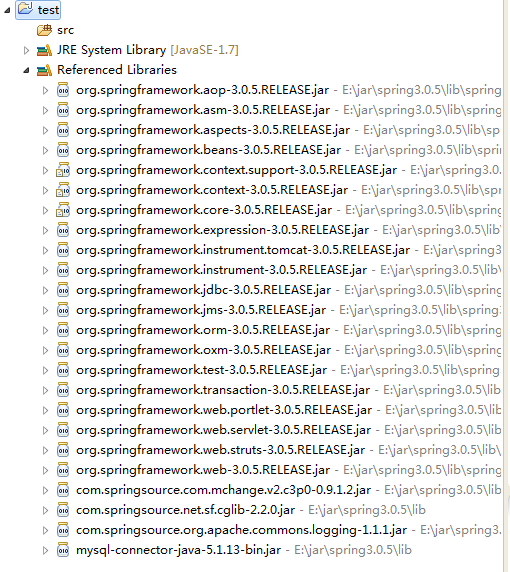 test
src
JRE System Library [JavaSE-1.7]
Referenced Libraries
org.springframework.aop-3.0.5.RELEASE.jar - E:\jar\spring3.0.5\lib\spring
org.springframework.asm-3.0.5.RELEASE.jar - E:\jar\spring3.0.5\lib\spring
org.springframework.aspects-3.0.5.RELEASE.jar - E:\jar\spring3.0.5\lib\sp
org.springframework.beans-3.0.5.RELEASE.jar - E:\jar\spring3.0.5\lib\sprin
org.springframework.context.support-3.0.5.RELEASE.jar - E:\jar\spring3.0
org.springframework.context-3.0.5.RELEASE.jar - E:\jar\spring3.0.5\lib\spr
org.springframework.core-3.0.5.RELEASE.jar - E:\jar\spring3.0.5\lib\spring
org.springframework.expression-3.0.5.RELEASE.jar - E:\jar\spring3.0.5\lib\
org.springframework.instrument.tomcat-3.0.5.RELEASE.jar - E:\jar\spring
org.springframework.instrument-3.0.5.RELEASE.jar - E:\jar\spring3.0.5\lib\
org.springframework.jdbc-3.0.5.RELEASE.jar - E:\jar\spring3.0.5\lib\spring
org.springframework.jms-3.0.5.RELEASE.jar - E:\jar\spring3.0.5\lib\spring
org.springframework.orm-3.0.5.RELEASE.jar - E:\jar\spring3.0.5\lib\spring
org.springframework.oxm-3.0.5.RELEASE.jar - E:\jar\spring3.0.5\lib\spring
org.springframework.test-3.0.5.RELEASE.jar - E:\jar\spring3.0.5\lib\spring
org.springframework.transaction-3.0.5.RELEASE.jar - E:\jar\spring3.0.5\lib
org.springframework.web.portlet-3.0.5.RELEASE.jar - E:\jar\spring3.0.5\lib
org.springframework.web.servlet-3.0.5.RELEASE.jar - E:\jar\spring3.0.5\lib
org.springframework.web.struts-3.0.5.RELEASE.jar - E:\jar\spring3.0.5\lib\
org.springframework.web-3.0.5.RELEASE.jar - E:\jar\spring3.0.5\lib\spring
com.springsource.com.mchange.v2.c3p0-0.9.1.2.jar - E:\jar\spring3.0.5\lib
com.springsource.net.sf.cglib-2.2.0.jar - E:\jar\spring3.0.5\lib
com.springsource.org.apache.commons.logging-1.1.1.jar - E:\jar\spring3.0
mysql-connector-java-5.1.13-bin.jar - E:\jar\spring3.0.5\lib